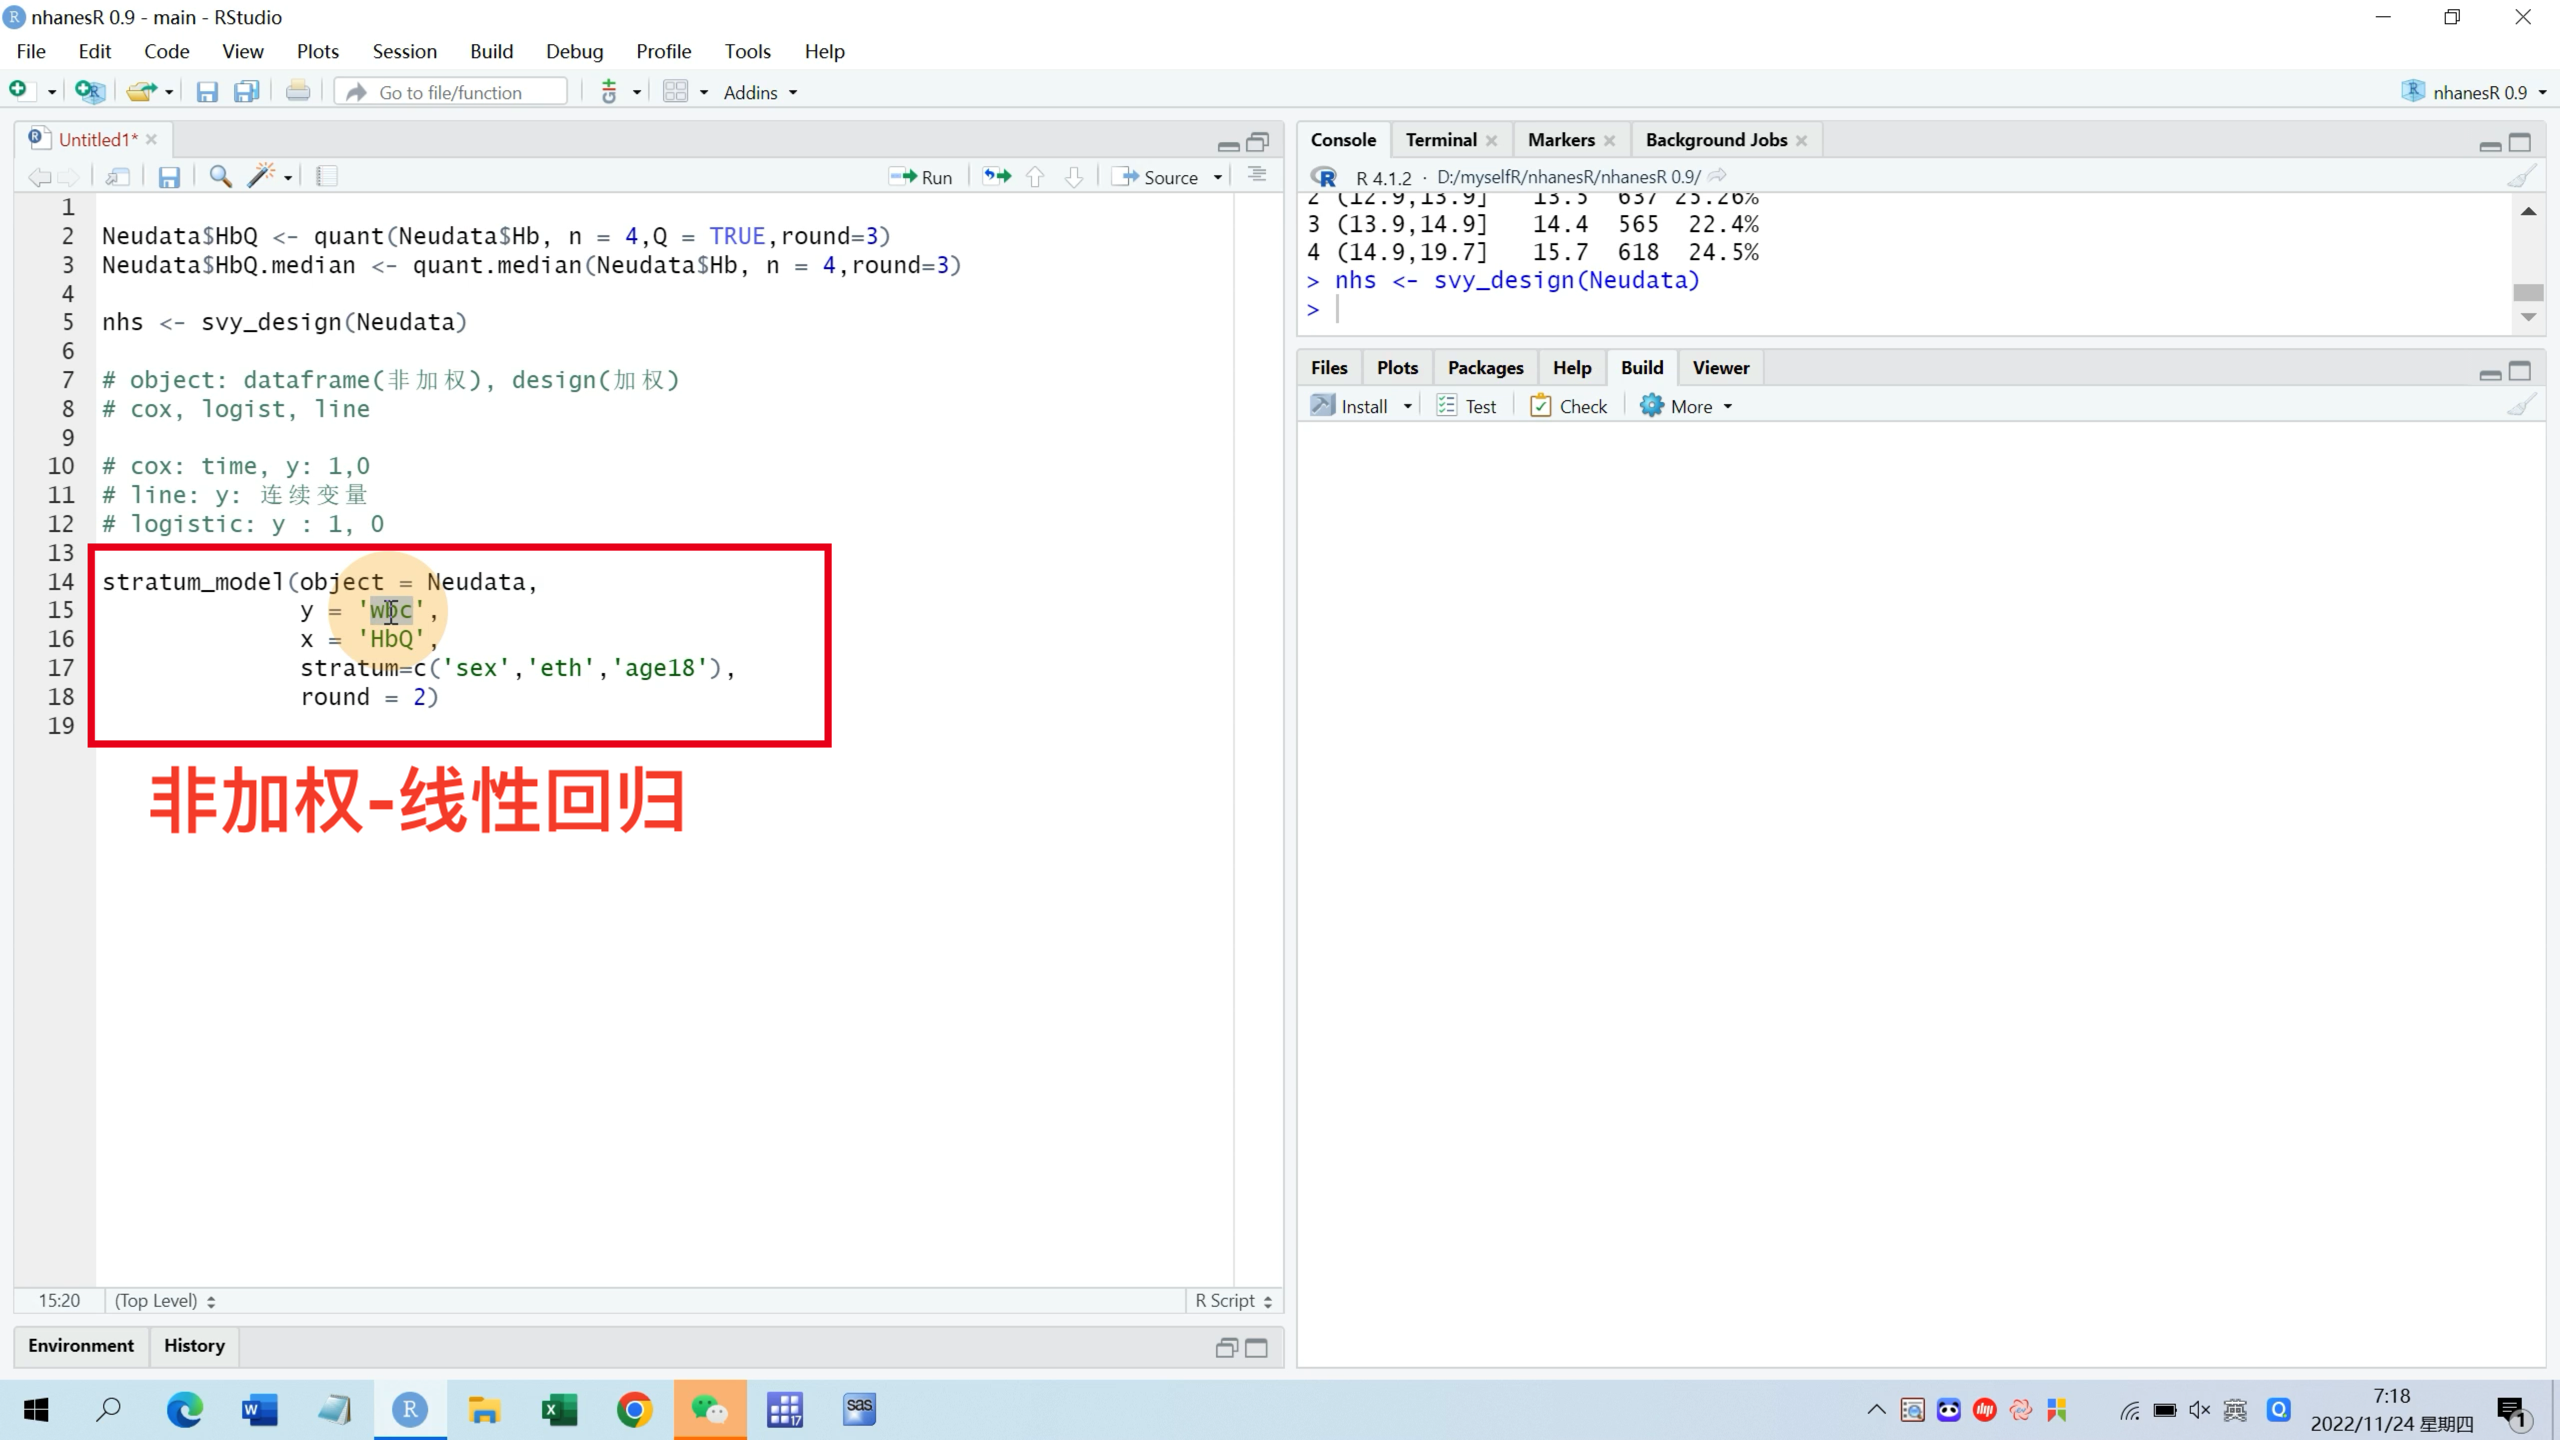 nhanesR 0.9 - main - RStudio
File Edit Code View Plots Session Build Debug Profile Tools Help
Go to file/function Addins nhanesR 0.9
Untitled1*
Run Source
1
2 Neudata$HbQ <- quant(Neudata$Hb, n = 4,Q = TRUE,round=3)
3 Neudata$HbQ.median <- quant.median(Neudata$Hb, n = 4,round=3)
4
5 nhs <- svy_design(Neudata)
6
7 # object: dataframe(非加权), design(加权)
8 # cox, logist, line
9
10 # cox: time, y: 1,0
11 # line: y: 连续变量
12 # logistic: y : 1, 0
13
14 stratum_model(object = Neudata,
15 y = 'wbc',
16 x = 'HbQ',
17 stratum=c('sex','eth','age18'),
18 round = 2)
19
非加权-线性回归
15:20 (Top Level) R Script
Environment History
Console Terminal Markers Background Jobs
R 4.1.2 · D:/myselfR/nhanesR/nhanesR 0.9/
2 (12.9,13.9] 13.5 637 25.26%
3 (13.9,14.9] 14.4 565 22.4%
4 (14.9,19.7] 15.7 618 24.5%
> nhs <- svy_design(Neudata)
>
Files Plots Packages Help Build Viewer
Install Test Check More
17
sas
英
7:18
2022/11/24 星期四
1